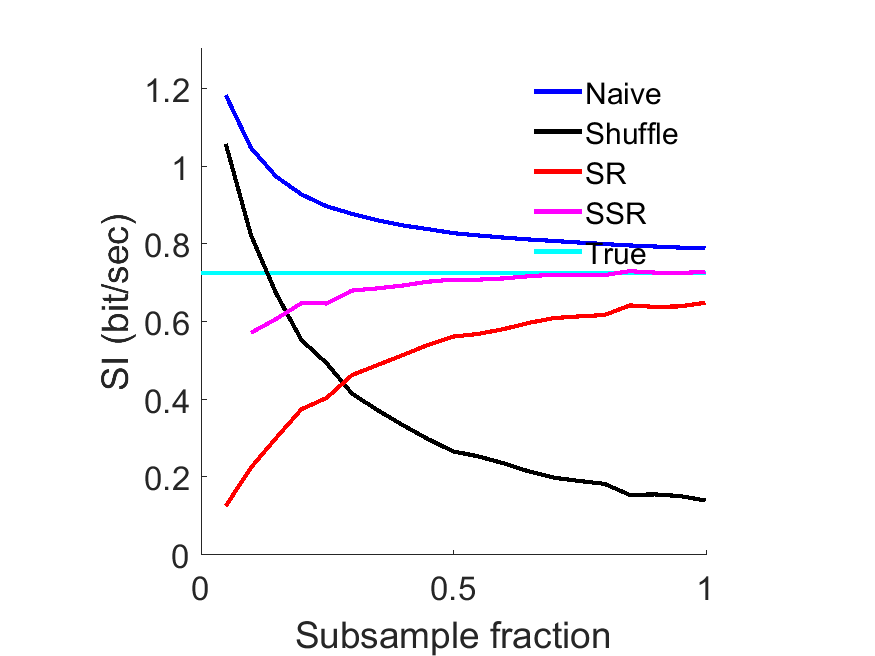 1.2
1
0.8
0.6
0.4
0.2
0
SI (bit/sec)
Naive
Shuffle
SR
SSR
True
0
0.5
1
Subsample fraction